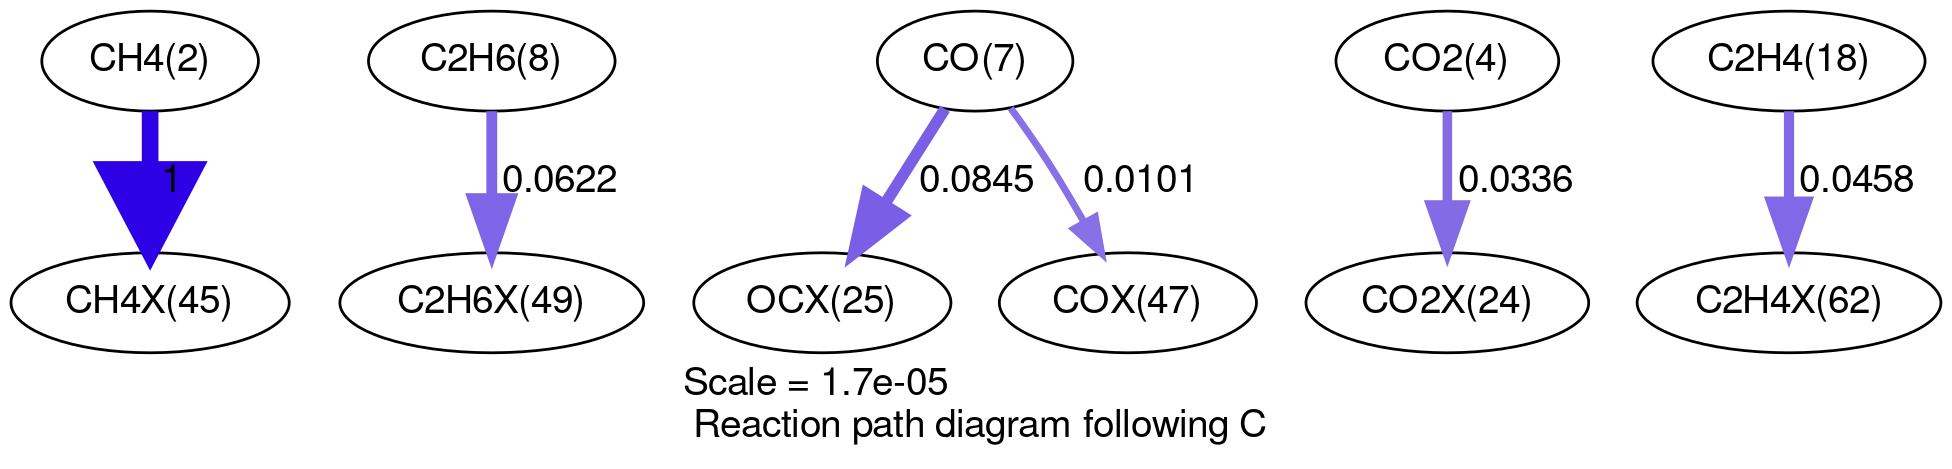 CH4(2)
C2H6(8)
CO(7)
CO2(4)
C2H4(18)
1
0.0622
0.0845
0.0101
0.0336
0.0458
CH4X(45)
C2H6X(49)
OCX(25)
COX(47)
CO2X(24)
C2H4X(62)
Scale = 1.7e-05
Reaction path diagram following C